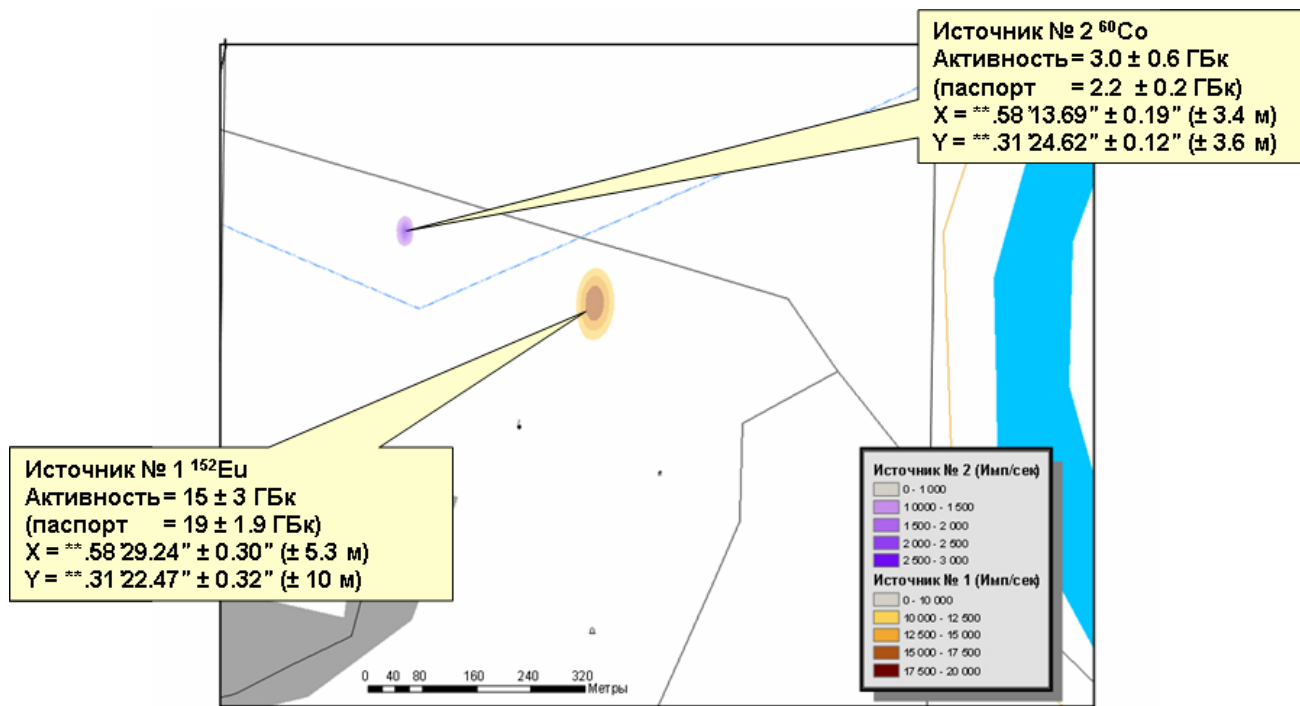 Источник № 2 ⁶⁰Co
Активность = 3.0 ± 0.6 ГБк
(паспорт = 2.2 ± 0.2 ГБк)
X = **.58'13.69" ± 0.19" (± 3.4 м)
Y = **.31'24.62" ± 0.12" (± 3.6 м)
Источник № 1 ¹⁵²Eu
Активность = 15 ± 3 ГБк
(паспорт = 19 ± 1.9 ГБк)
X = **.58'29.24" ± 0.30" (± 5.3 м)
Y = **.31'22.47" ± 0.32" (± 10 м)
Источник № 2 (Имп/сек)
0 - 1 000
1 0000 - 1 500
1 500 - 2 000
2 000 - 2 500
2 500 - 3 000
Источник № 1 (Имп/сек)
0 - 10 000
10 000 - 12 500
12 500 - 15 000
15 000 - 17 500
17 500 - 20 000
0 40 80 160 240 320
Метры